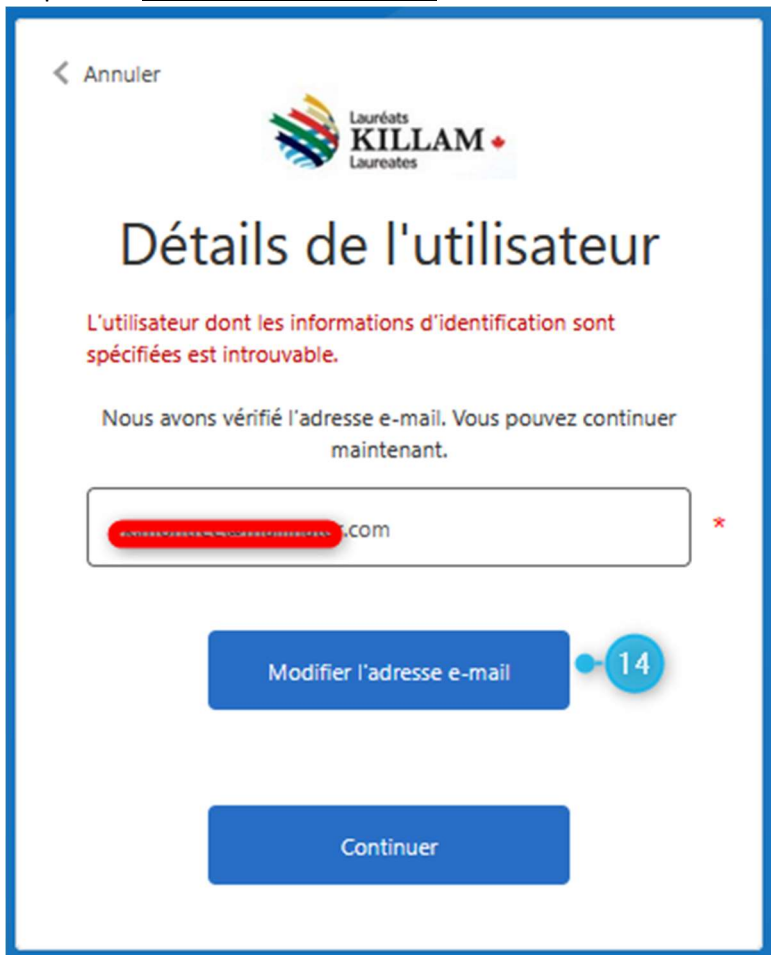 Annuler
Lauréats
KILLAM
Laureates
Détails de l'utilisateur
L'utilisateur dont les informations d'identification sont
spécifiées est introuvable.
Nous avons vérifié l'adresse e-mail. Vous pouvez continuer
maintenant.
.com *
Modifier l'adresse e-mail
14
Continuer